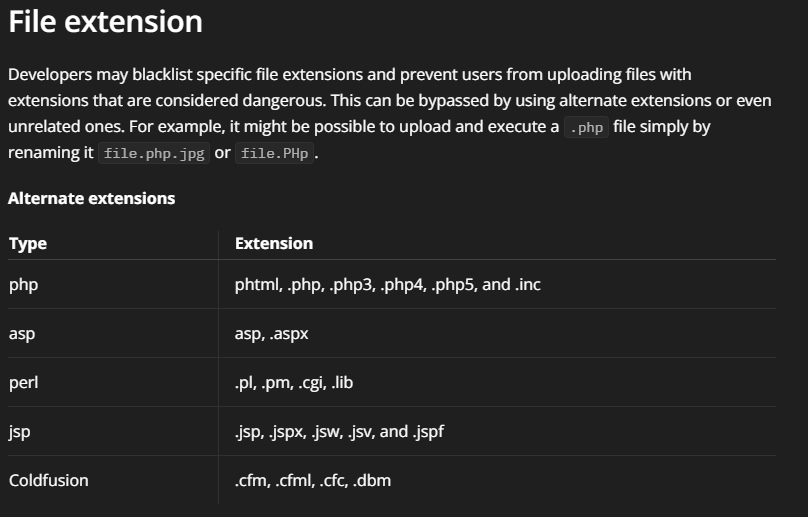 File extension
Developers may blacklist specific file extensions and prevent users from uploading files with
extensions that are considered dangerous. This can be bypassed by using alternate extensions or even
unrelated ones. For example, it might be possible to upload and execute a .php file simply by
renaming it file.php.jpg or file.PHp.
Alternate extensions
Type Extension
php phtml, .php, .php3, .php4, .php5, and .inc
asp asp, .aspx
perl .pl, .pm, .cgi, .lib
jsp .jsp, .jspx, .jsw, .jsv, and .jspf
Coldfusion .cfm, .cfml, .cfc, .dbm